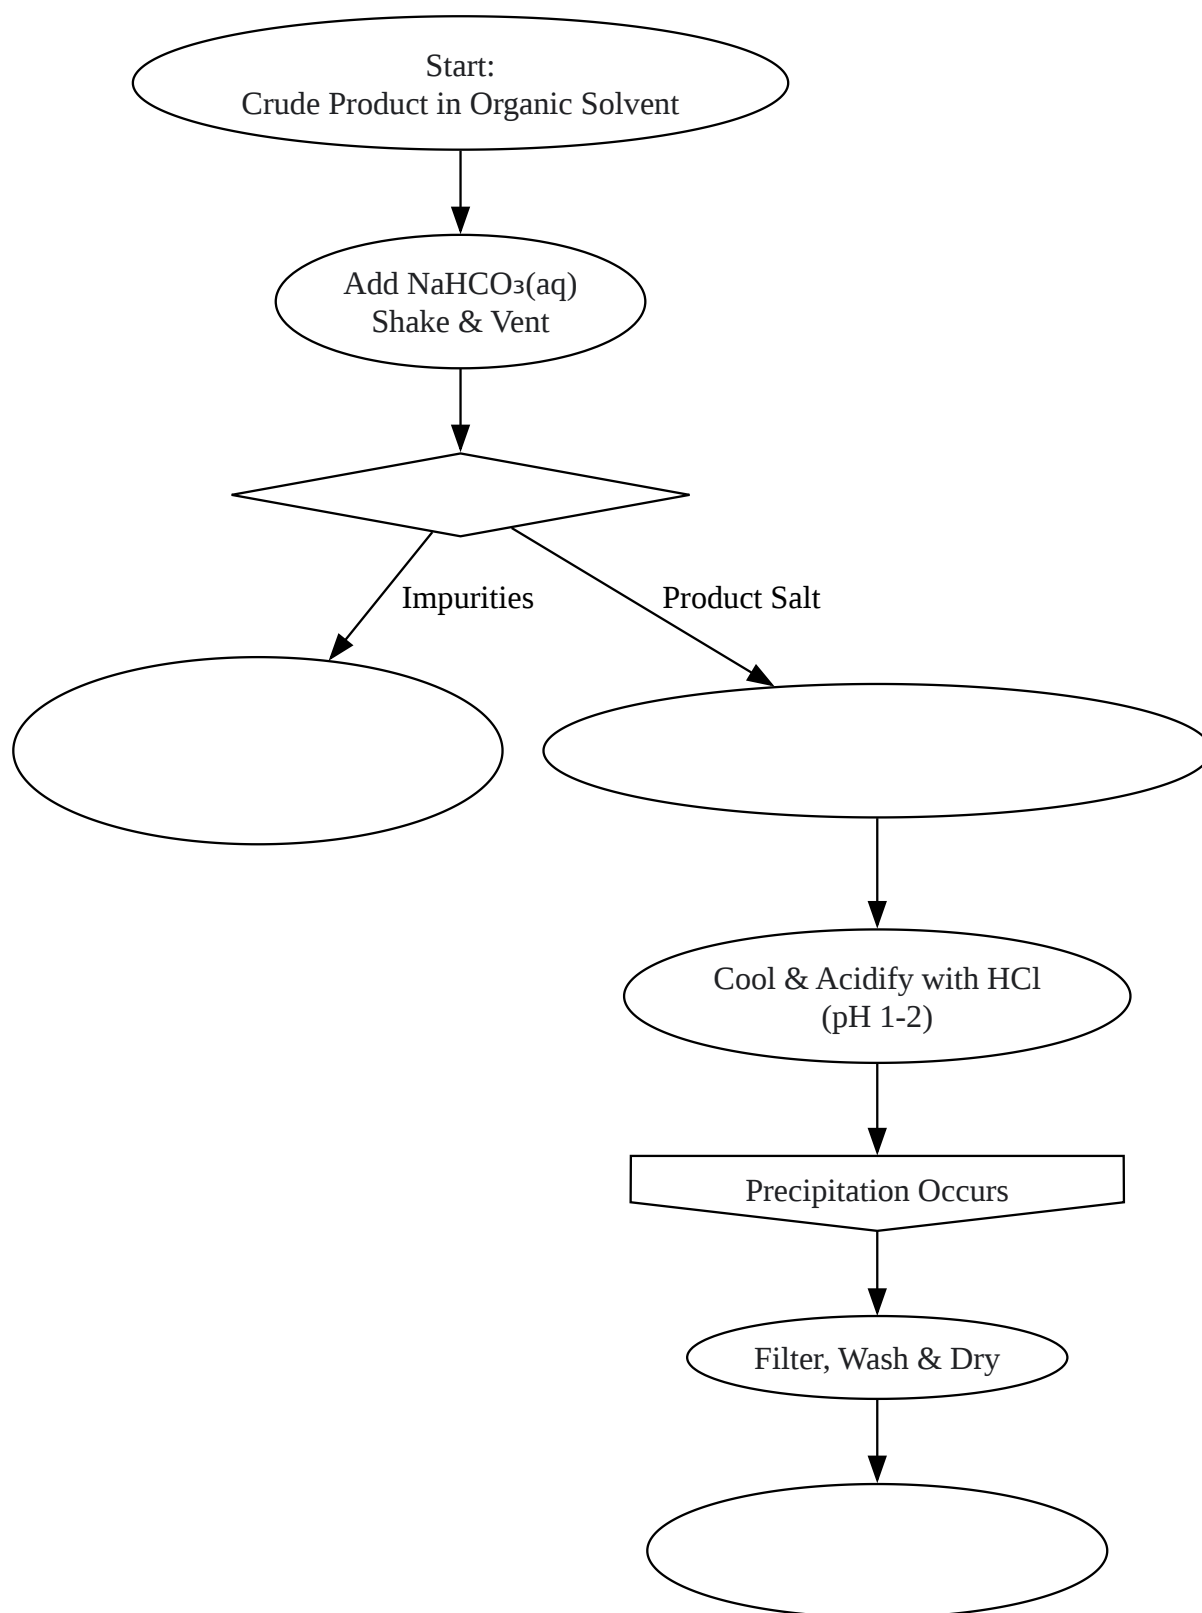 Start:
Crude Product in Organic Solvent
Add NaHCO₃(aq)
Shake & Vent
Impurities
Product Salt
Cool & Acidify with HCl
(pH 1-2)
Precipitation Occurs
Filter, Wash & Dry